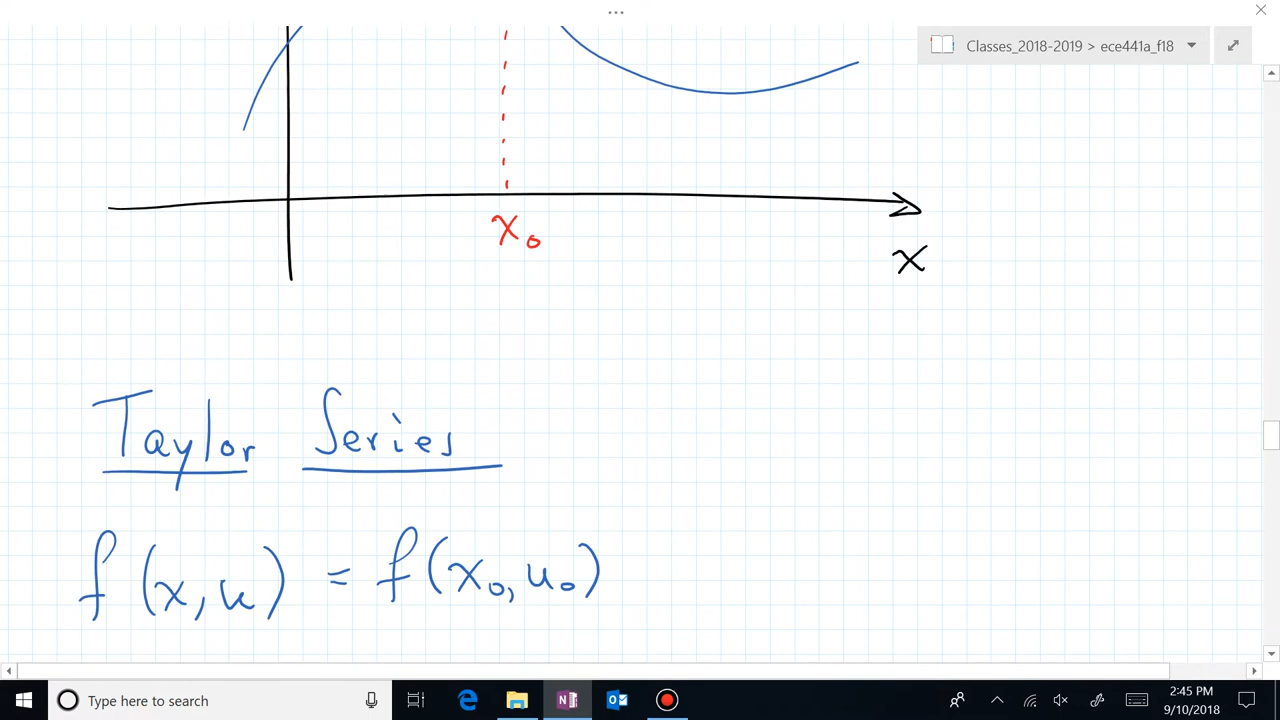 Classes_2018-2019 > ece441a_f18
x₀
x
Taylor Series
f(x, u) = f(x₀, u₀)
Type here to search
2:45 PM
9/10/2018